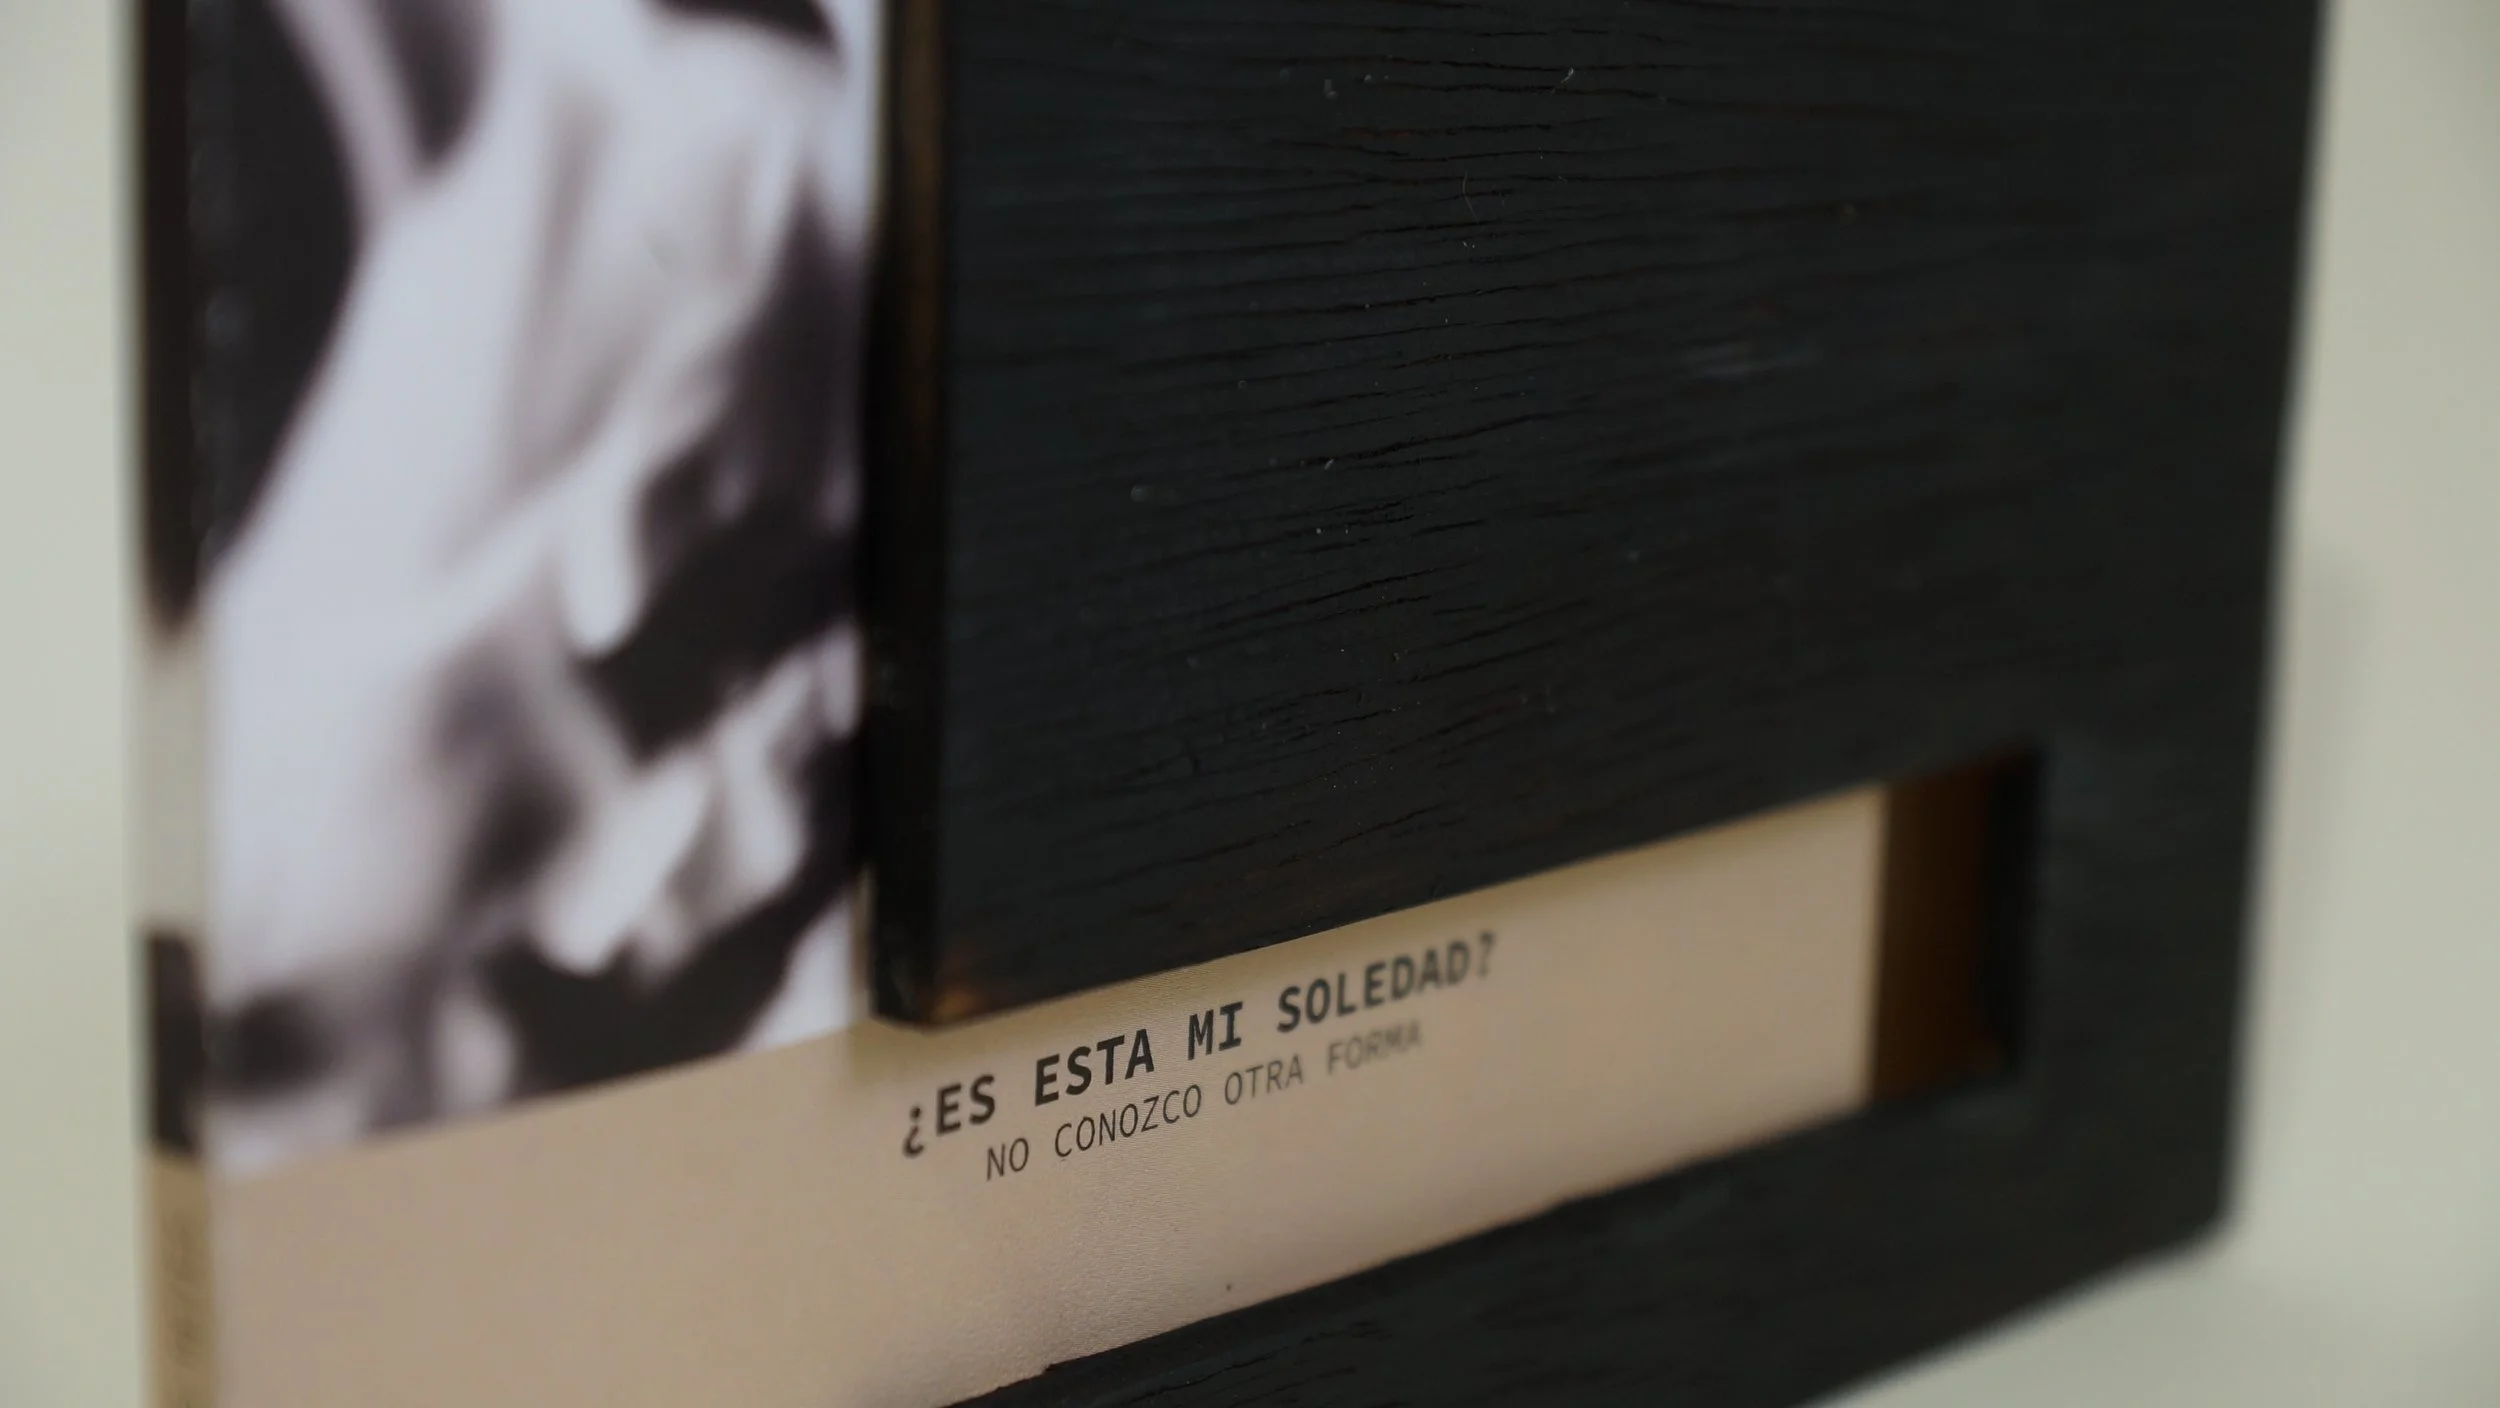 ¿ES ESTA MI SOLEDAD?
NO CONOZCO OTRA FORMA